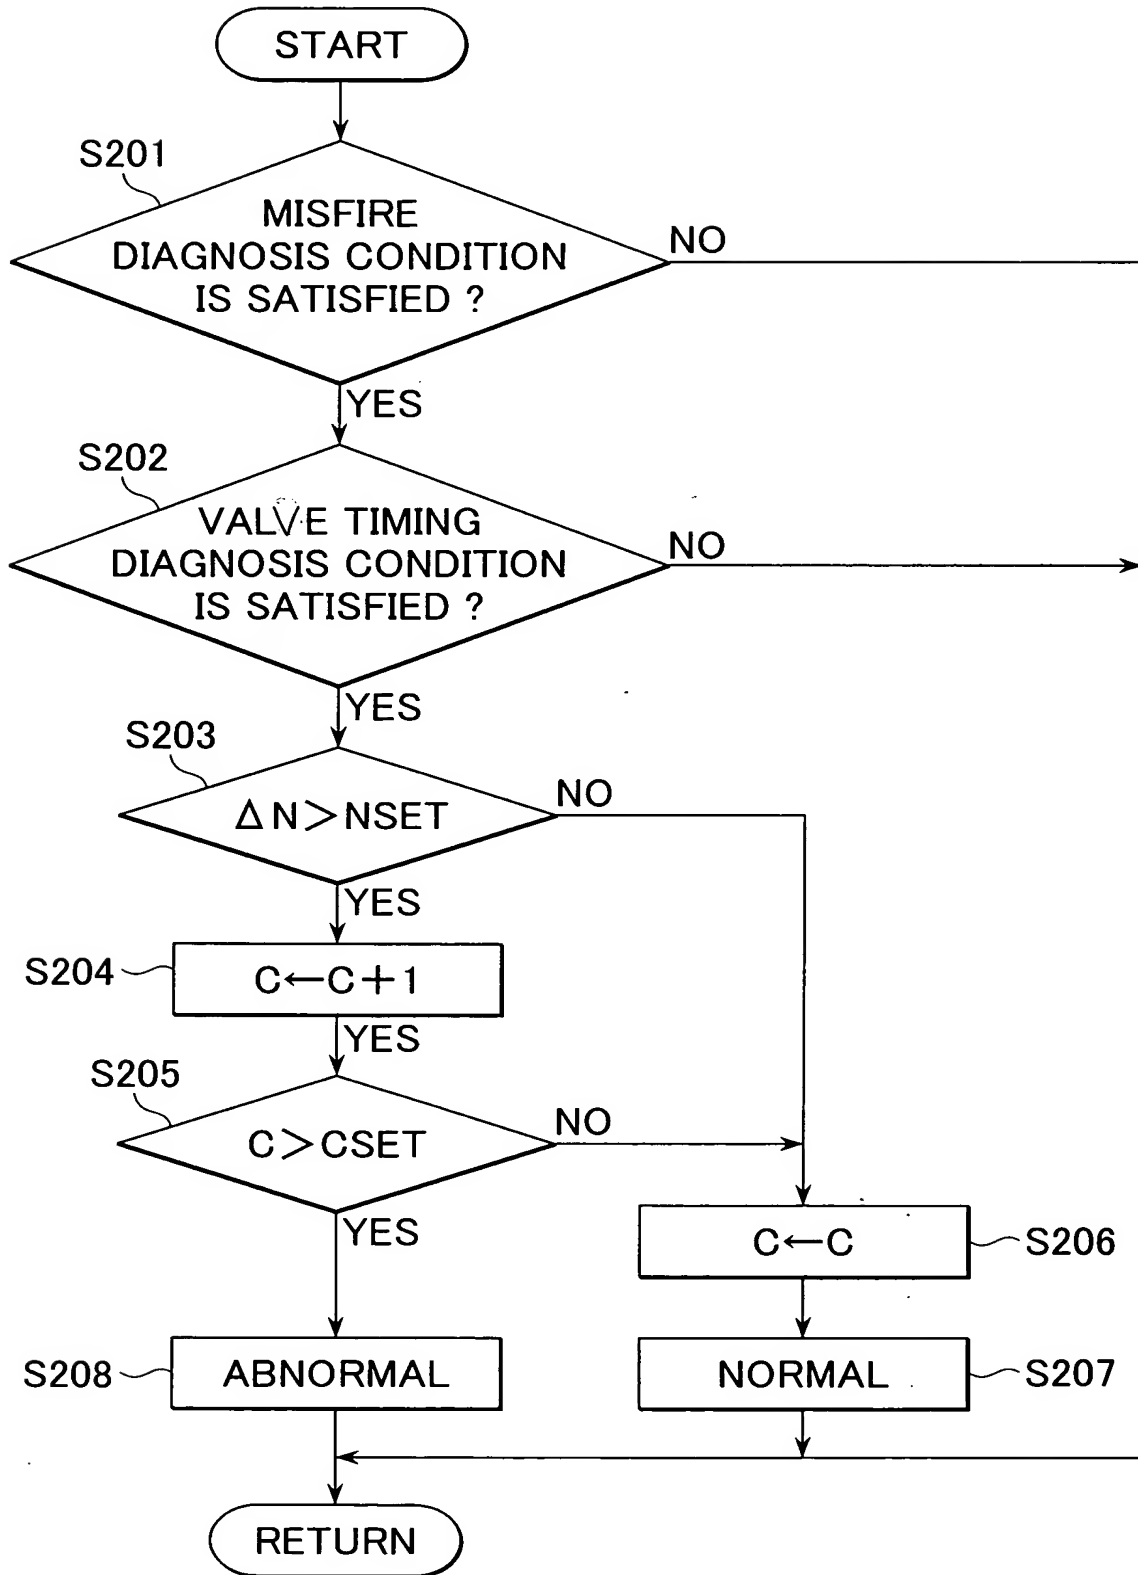 START
S201
MISFIRE
DIAGNOSIS CONDITION
IS SATISFIED ?
NO
YES
S202
VALVE TIMING
DIAGNOSIS CONDITION
IS SATISFIED ?
NO
YES
S203
ΔN>NSET
NO
YES
S204
C←C+1
YES
S205
C>CSET
NO
YES
C←C
S206
S208
ABNORMAL
NORMAL
S207
RETURN